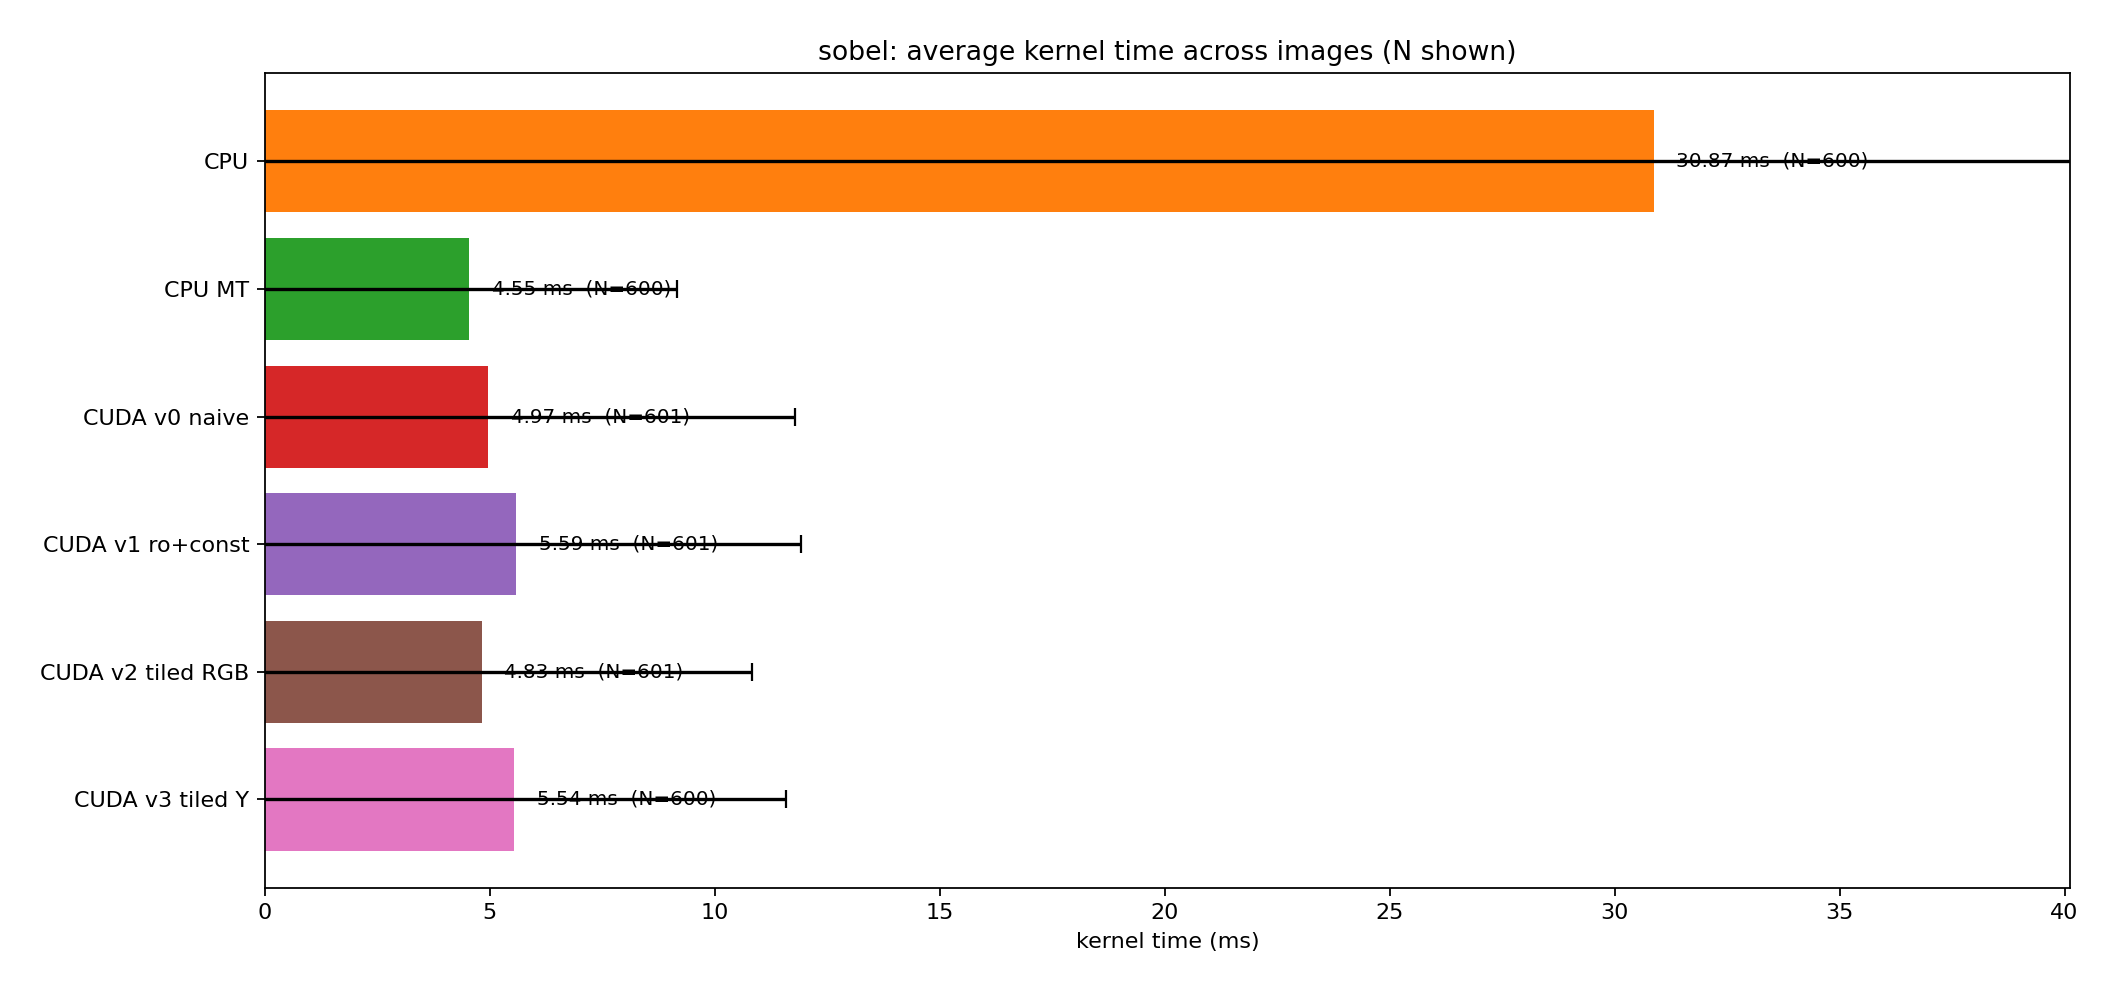 sobel: average kernel time across images (N shown)
CPU
30.87 ms (N=600)
CPU MT
4.55 ms (N=600)
CUDA v0 naive
4.97 ms (N=601)
CUDA v1 ro+const
5.59 ms (N=601)
CUDA v2 tiled RGB
4.83 ms (N=601)
CUDA v3 tiled Y
5.54 ms (N=600)
0 5 10 15 20 25 30 35 40
kernel time (ms)